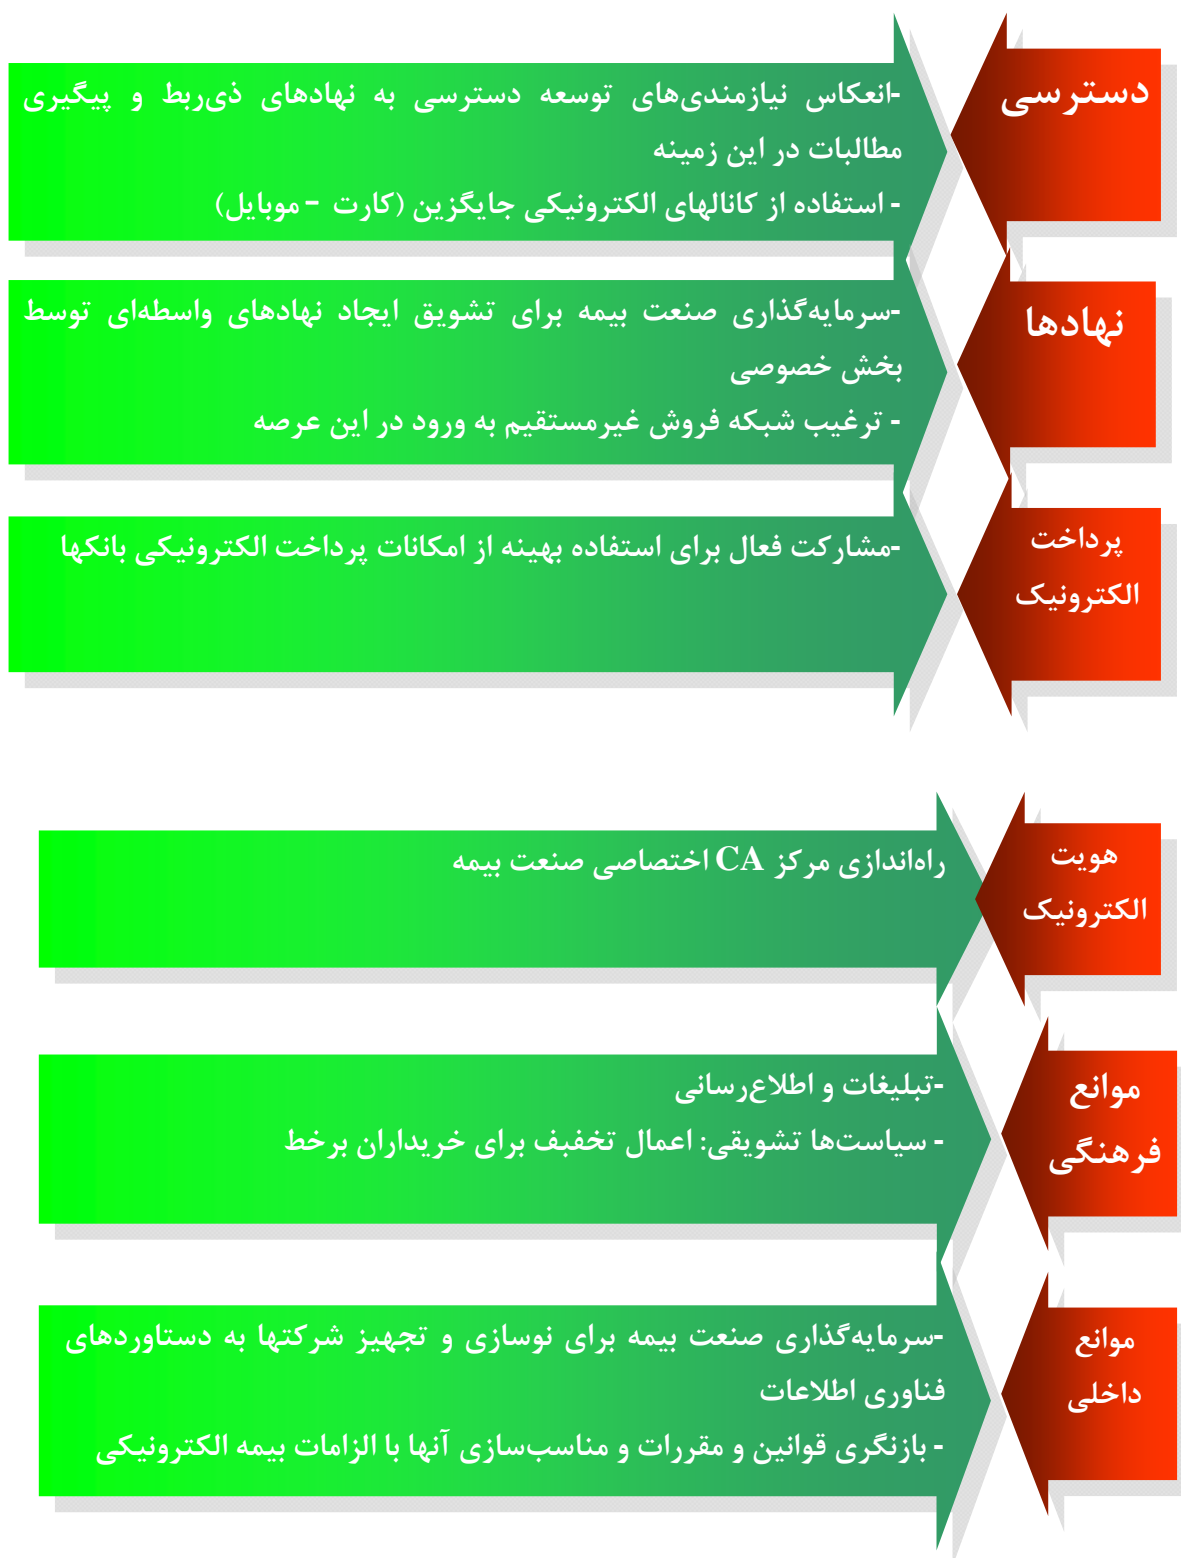 دسترسی
-انعکاس نیازمندی‌های توسعه دسترسی به نهادهای ذی‌ربط و پیگیری
مطالبات در این زمینه
- استفاده از کانالهای الکترونیکی جایگزین (کارت – موبایل)
نهادها
-سرمایه‌گذاری صنعت بیمه برای تشویق ایجاد نهادهای واسطه‌ای توسط
بخش خصوصی
- ترغیب شبکه فروش غیرمستقیم به ورود در این عرصه
پرداخت
الکترونیک
-مشارکت فعال برای استفاده بهینه از امکانات پرداخت الکترونیکی بانکها
هویت
الکترونیک
راه‌اندازی مرکز CA اختصاصی صنعت بیمه
موانع
فرهنگی
-تبلیغات و اطلاع‌رسانی
- سیاست‌ها تشویقی: اعمال تخفیف برای خریداران برخط
موانع
داخلی
-سرمایه‌گذاری صنعت بیمه برای نوسازی و تجهیز شرکتها به دستاوردهای
فناوری اطلاعات
- بازنگری قوانین و مقررات و مناسب‌سازی آنها با الزامات بیمه الکترونیکی